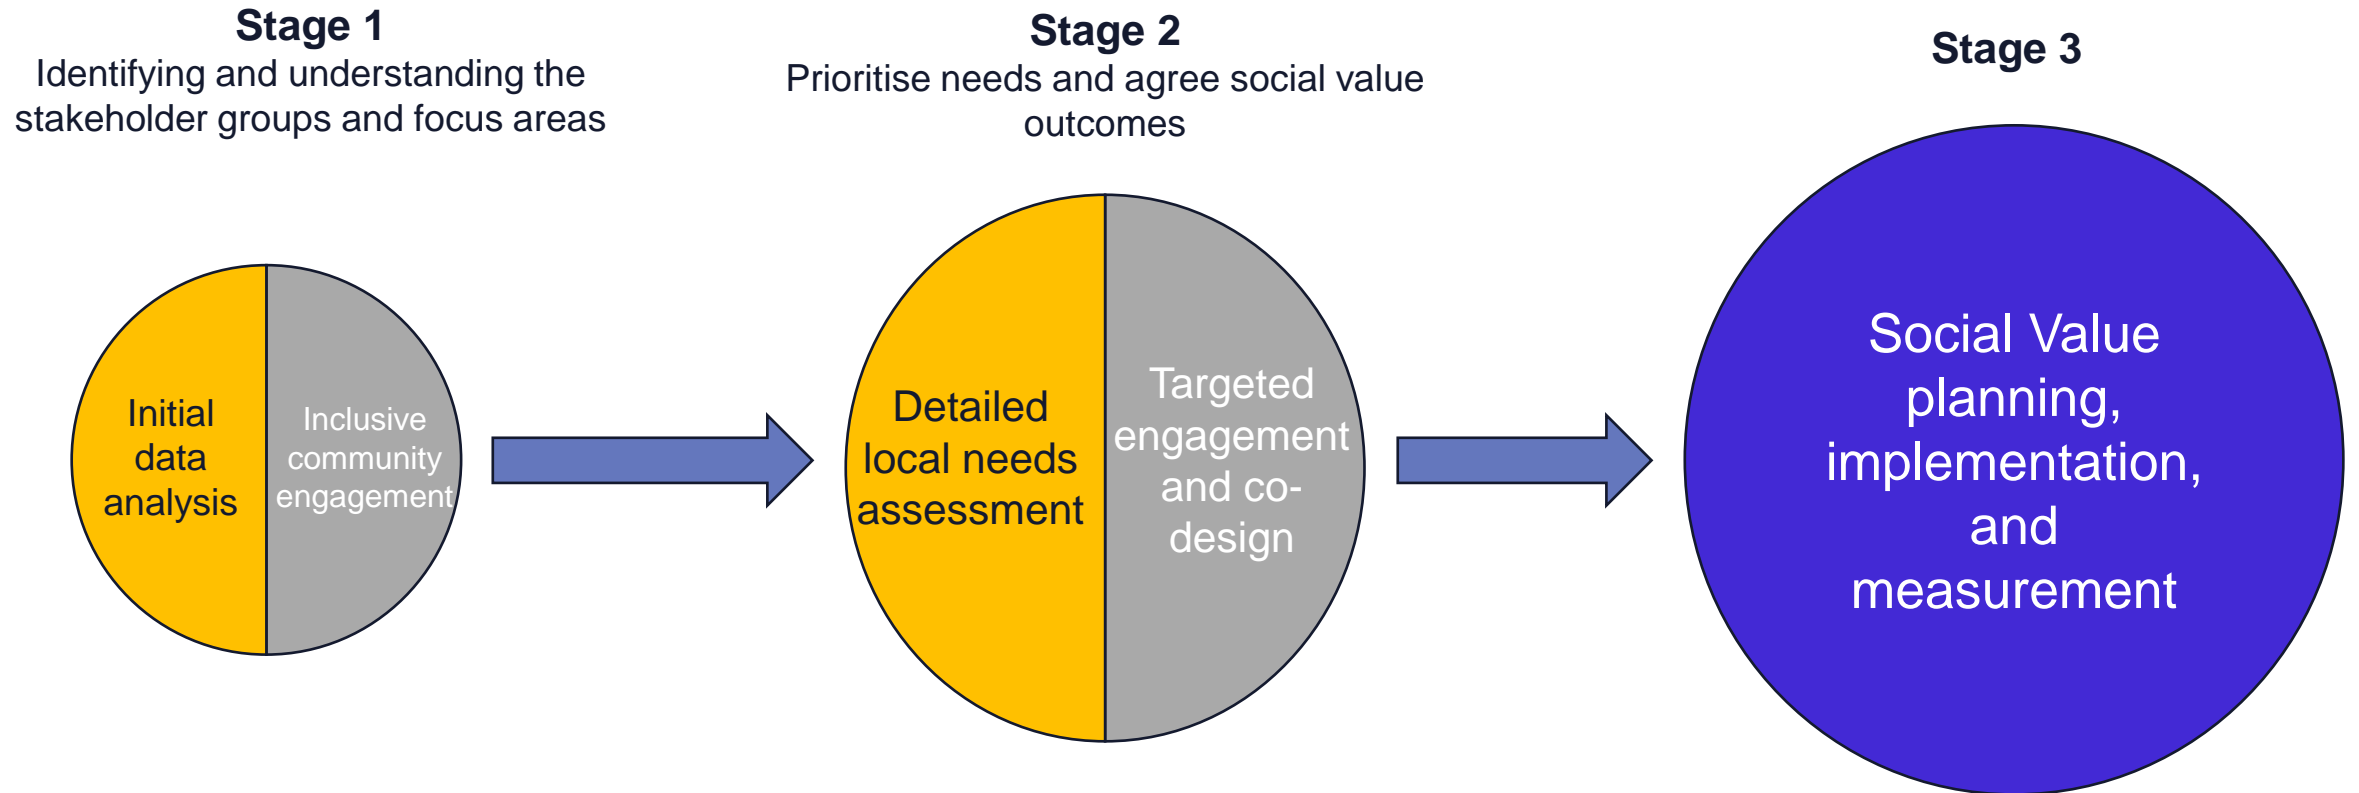 Stage 1
Identifying and understanding the
stakeholder groups and focus areas
Stage 2
Prioritise needs and agree social value
outcomes
Stage 3
Initial
data
analysis
Inclusive
community
engagement
Detailed
local needs
assessment
Targeted
engagement
and co-
design
Social Value
planning,
implementation,
and
measurement